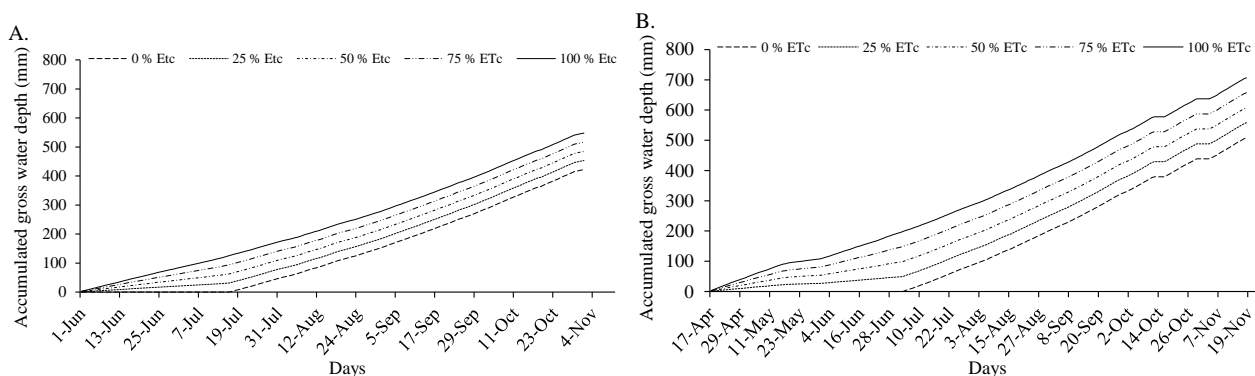 A.
0 % Etc 25 % Etc 50 % Etc 75 % ETc 100 % Etc
Accumulated gross water depth (mm)
800
700
600
500
400
300
200
100
0
1-Jun 13-Jun 25-Jun 7-Jul 19-Jul 31-Jul 12-Aug 24-Aug 5-Sep 17-Sep 29-Sep 11-Oct 23-Oct 4-Nov
Days
B.
0 % ETc 25 % ETc 50 % ETc 75 % ETc 100 % ETc
Accumulated gross water depth (mm)
800
700
600
500
400
300
200
100
0
17-Apr 29-Apr 11-May 23-May 4-Jun 16-Jun 28-Jun 10-Jul 22-Jul 3-Aug 15-Aug 27-Aug 8-Sep 20-Sep 2-Oct 14-Oct 26-Oct 7-Nov 19-Nov
Days